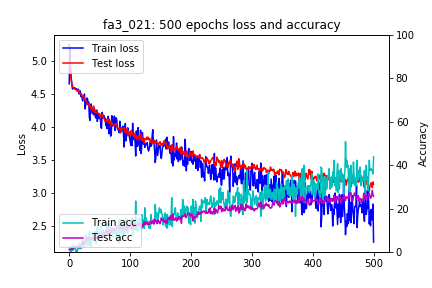 fa3_021: 500 epochs loss and accuracy
Train loss
Test loss
Train acc
Test acc
Loss
5.0
4.5
4.0
3.5
3.0
2.5
Accuracy
100
80
60
40
20
0
0
100
200
300
400
500